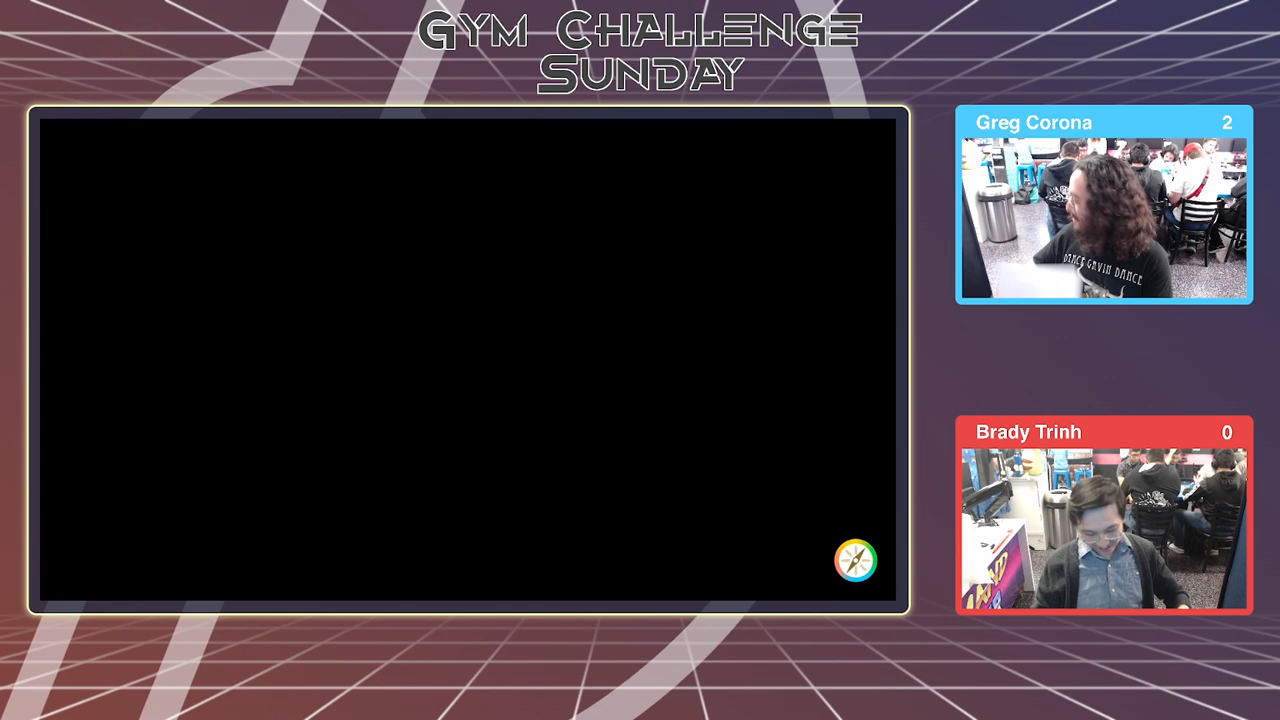 Gym Challenge
Sunday
Greg Corona 2
DANCE GAVIN DANCE
Brady Trinh 0